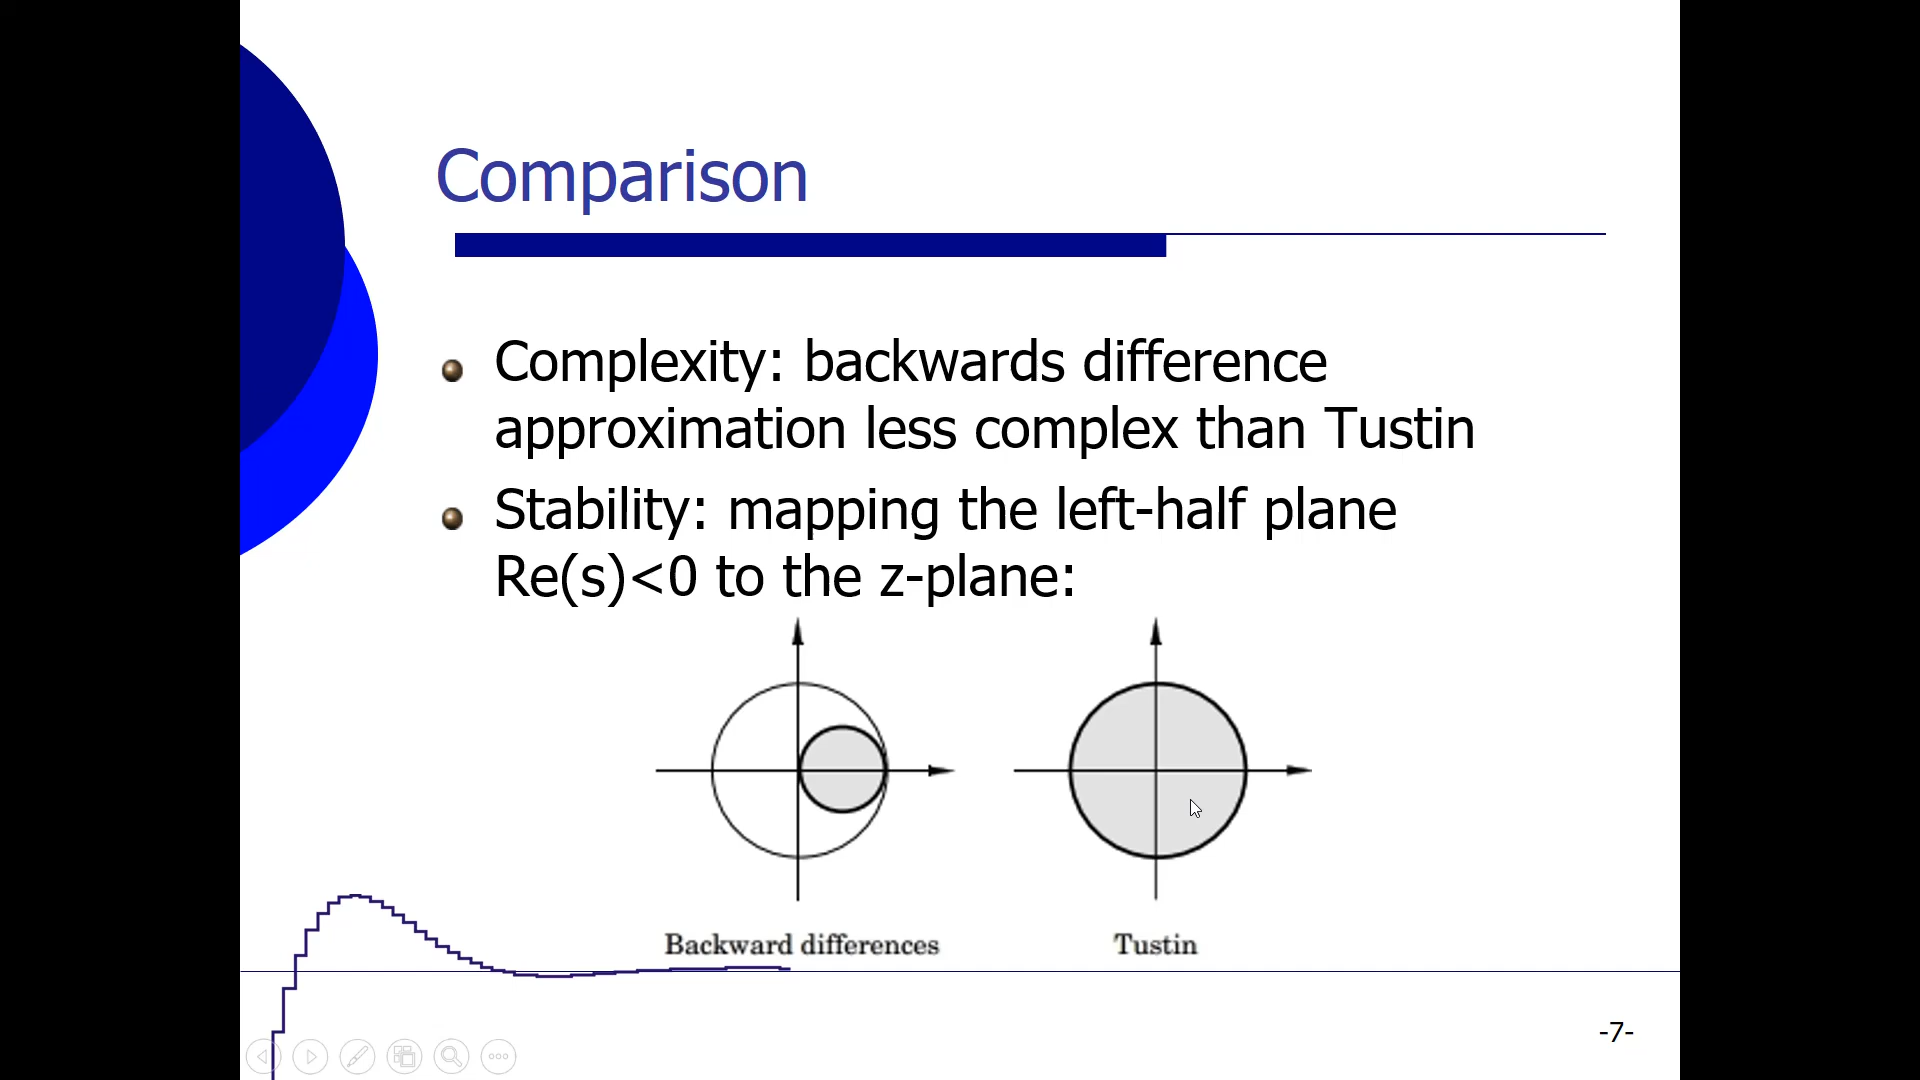 Comparison
Complexity: backwards difference
approximation less complex than Tustin
Stability: mapping the left-half plane
Re(s)<0 to the z-plane:
Backward differences
Tustin
-7-